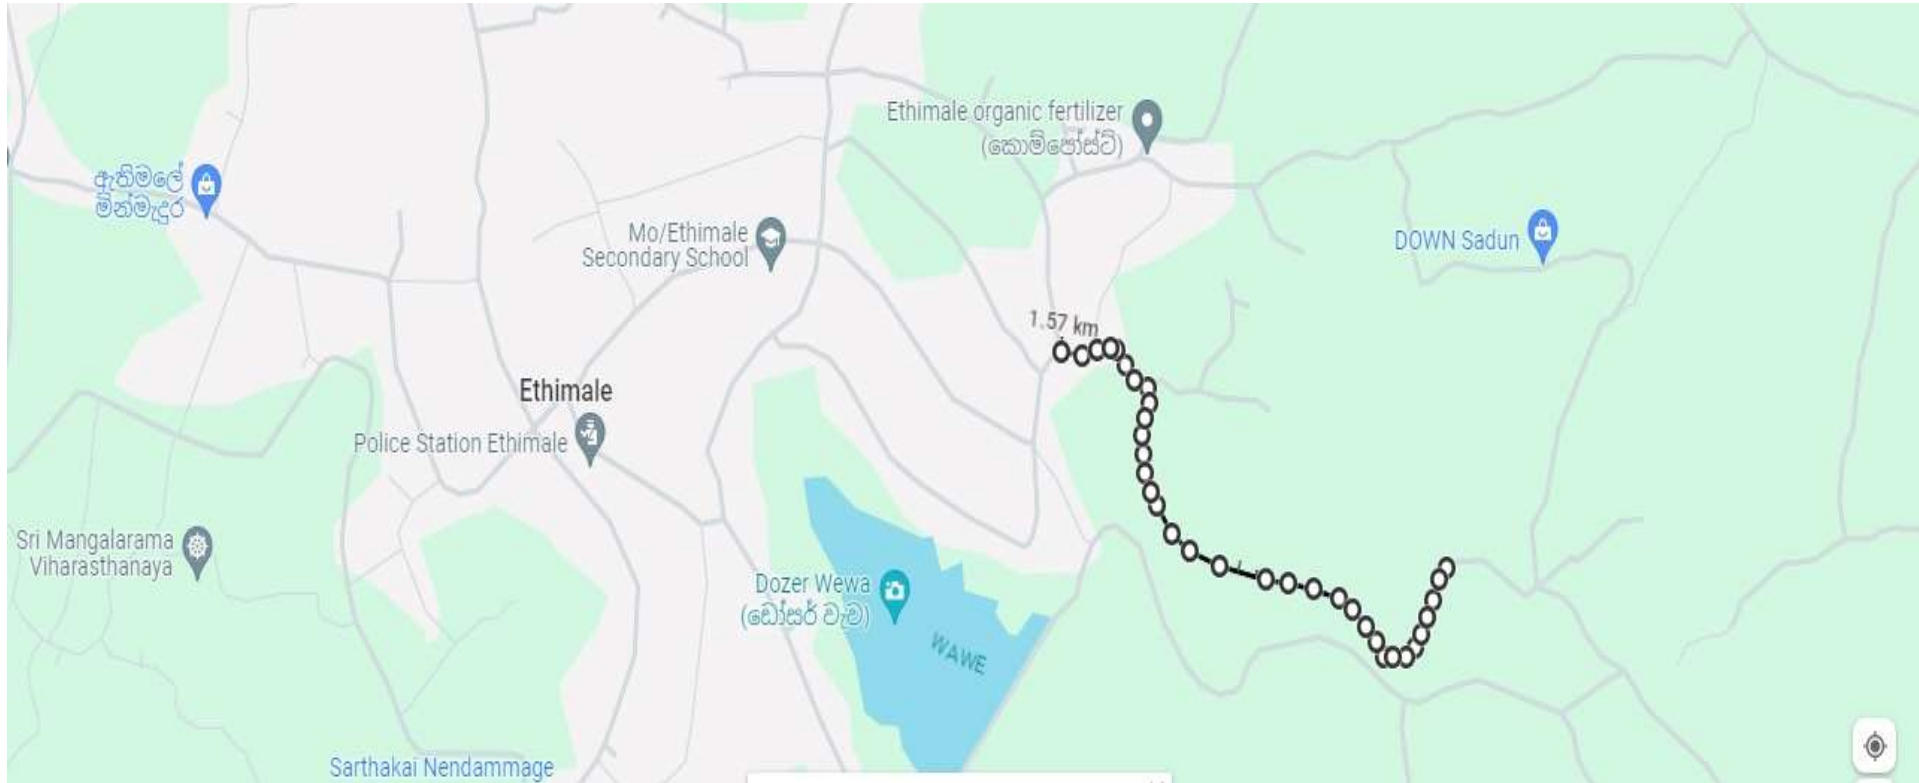 Ethimale organic fertilizer
(කොම්පෝස්ට්)
ඇතිමලේ
මින්මැදුර
Mo/Ethimale
Secondary School
DOWN Sadun
1.57 km
Ethimale
Police Station Ethimale
Sri Mangalarama
Viharasthanaya
Dozer Wewa
(ඩෝසර් වැව)
WAWE
Sarthakai Nendammage